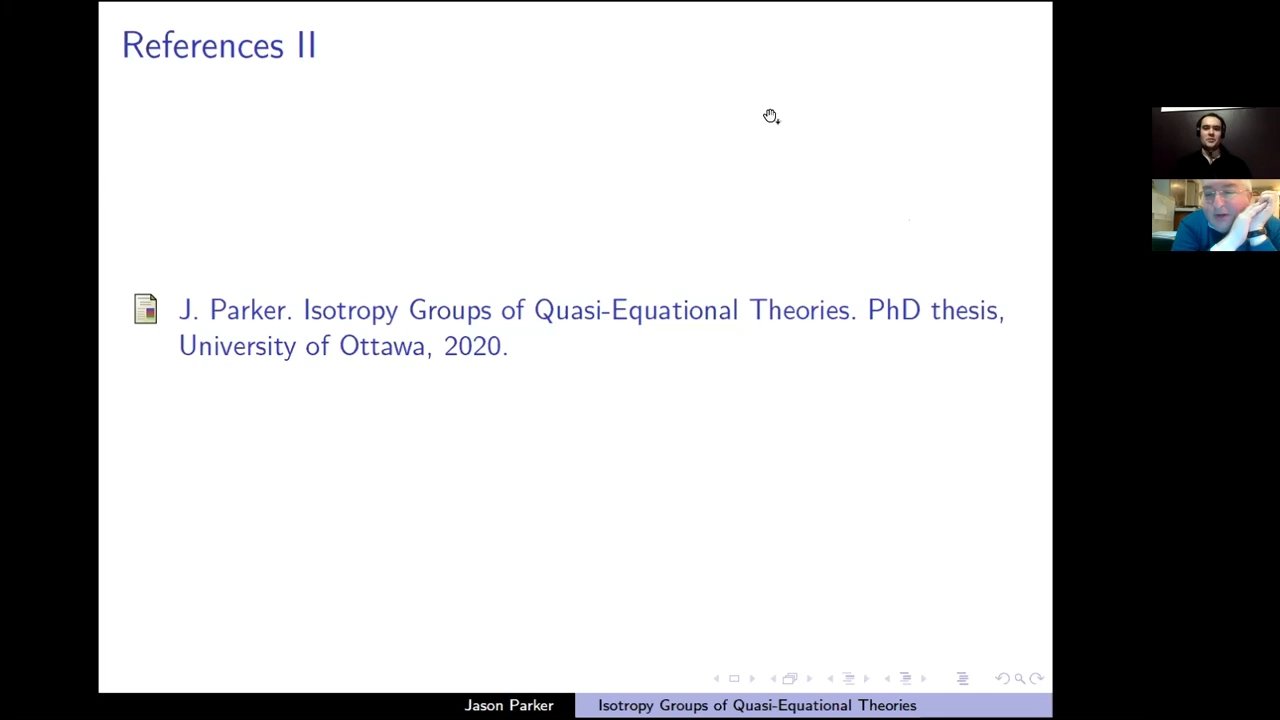 References II
J. Parker. Isotropy Groups of Quasi-Equational Theories. PhD thesis,
University of Ottawa, 2020.
Jason Parker
Isotropy Groups of Quasi-Equational Theories